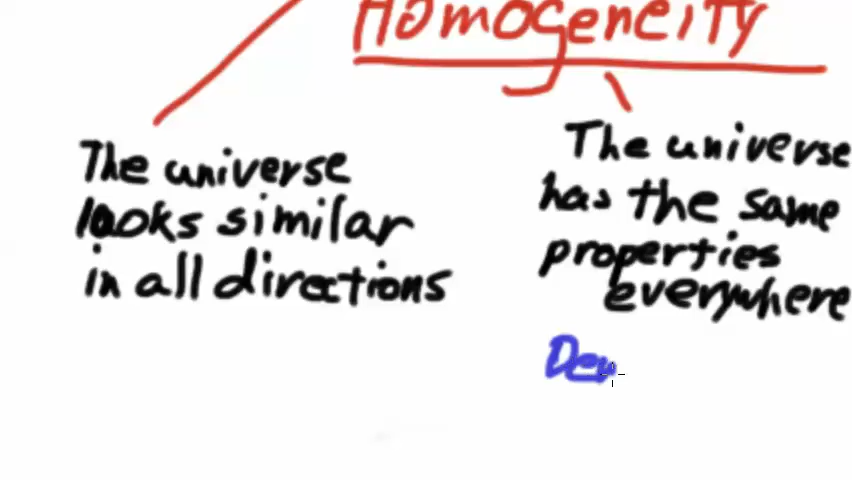 Homogeneity
The universe
looks similar
in all directions
The universe
has the same
properties
everywhere